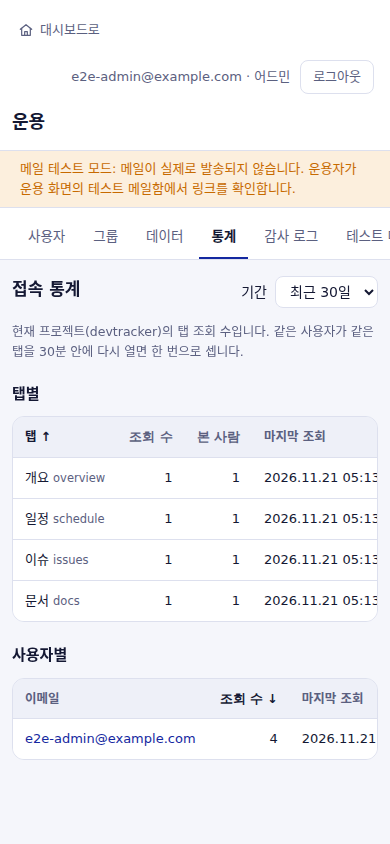 대시보드로
e2e-admin@example.com · 어드민
로그아웃
운용
메일 테스트 모드: 메일이 실제로 발송되지 않습니다. 운용자가
운용 화면의 테스트 메일함에서 링크를 확인합니다.
사용자 그룹 데이터 통계 감사 로그 테스트
접속 통계
기간 최근 30일
현재 프로젝트(devtracker)의 탭 조회 수입니다. 같은 사용자가 같은
탭을 30분 안에 다시 열면 한 번으로 셉니다.
탭별
탭 ↑ 조회 수 본 사람 마지막 조회
개요 overview 1 1 2026.11.21 05:13
일정 schedule 1 1 2026.11.21 05:13
이슈 issues 1 1 2026.11.21 05:13
문서 docs 1 1 2026.11.21 05:13
사용자별
이메일 조회 수 ↓ 마지막 조회
e2e-admin@example.com 4 2026.11.21